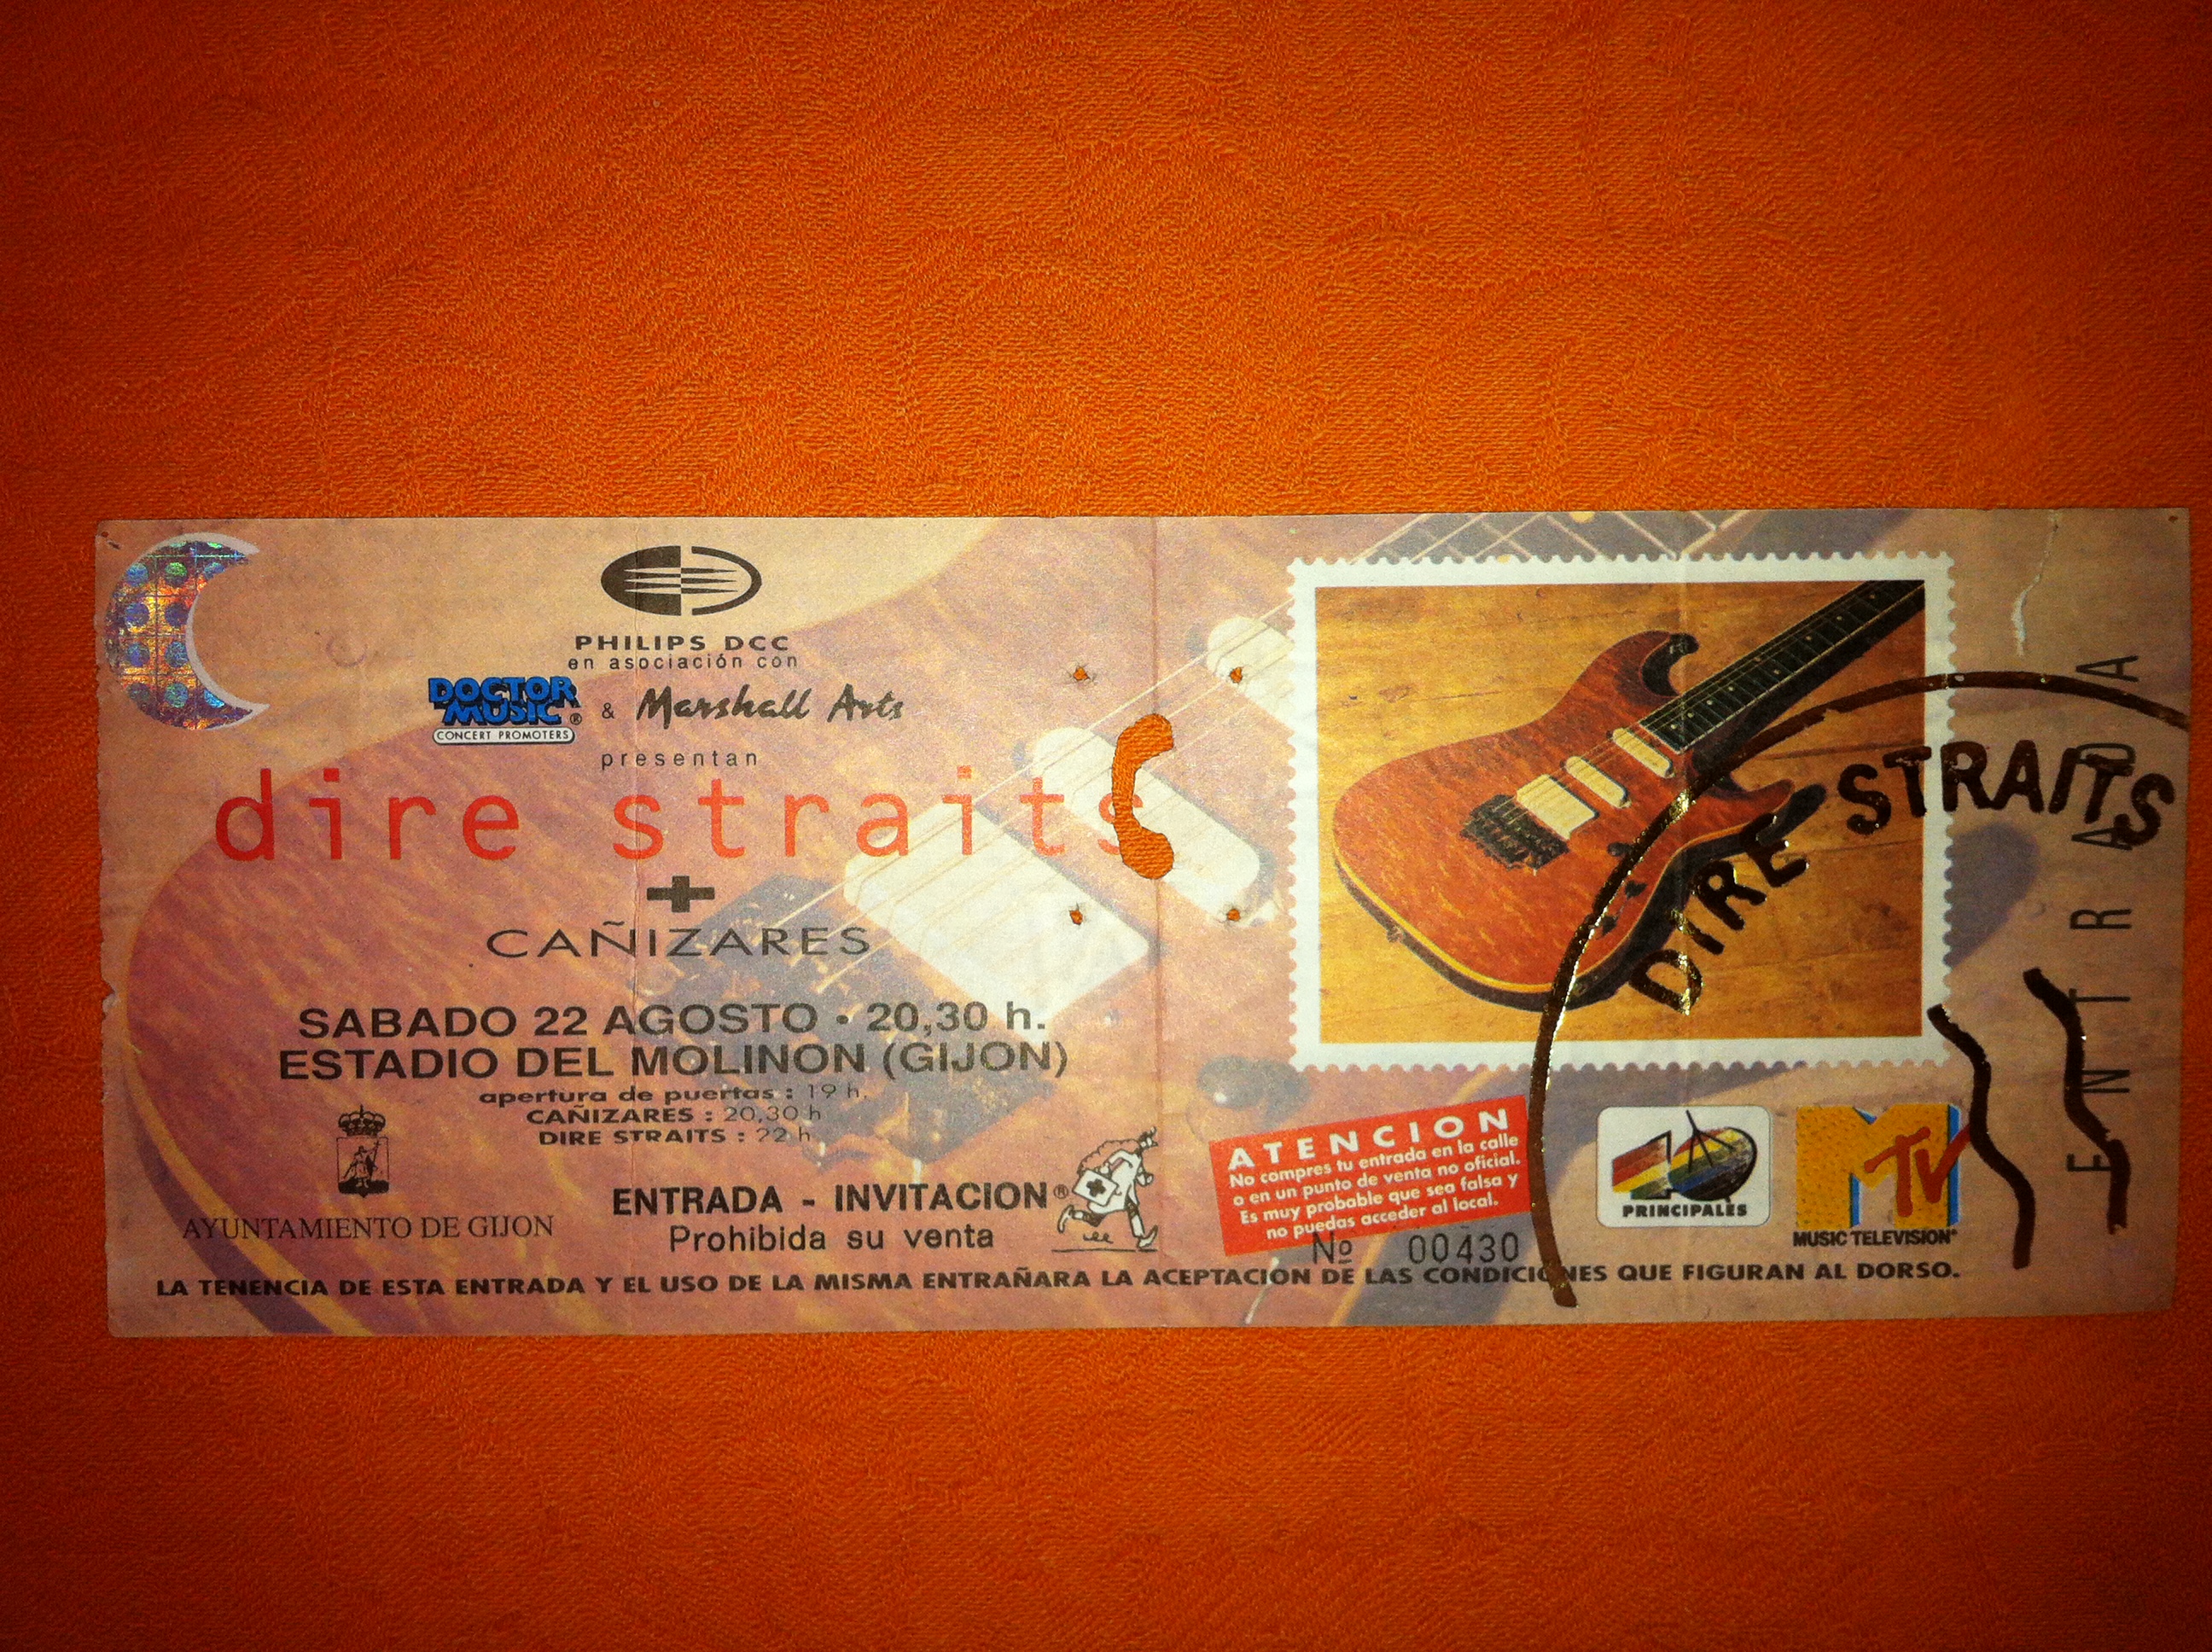 PHILIPS DCC
en asociación con
DOCTOR MUSIC ® & Marshall Arts
CONCERT PROMOTERS
presentan
dire straits
+
CAÑIZARES
SABADO 22 AGOSTO • 20,30 h.
ESTADIO DEL MOLINON (GIJON)
apertura de puertas : 19 h.
CAÑIZARES : 20,30 h
DIRE STRAITS : 22 h
AYUNTAMIENTO DE GIJON
ENTRADA - INVITACION ®
Prohibida su venta
LA TENENCIA DE ESTA ENTRADA Y EL USO DE LA MISMA ENTRAÑARA LA ACEPTACION DE LAS CONDICIONES QUE FIGURAN AL DORSO.
ATENCION
No compres tu entrada en la calle
o en un punto de venta no oficial.
Es muy probable que sea falsa y
no puedas acceder al local.
Nº 00430
40
PRINCIPALES
MTV
MUSIC TELEVISION®
DIRE STRAITS
ENTRADA